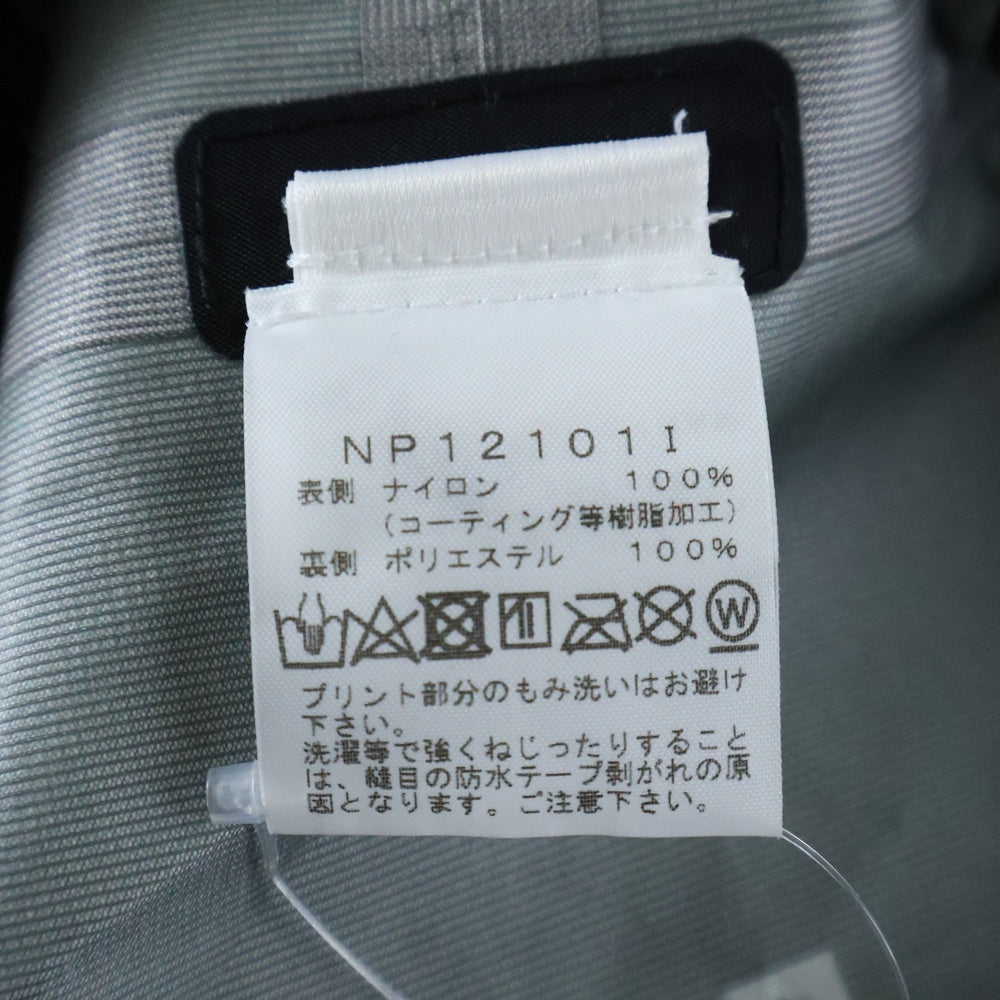 NP12101I
表側 ナイロン 100%
(コーティング等樹脂加工)
裏側 ポリエステル 100%
W
プリント部分のもみ洗いはお避け
下さい。
洗濯等で強くねじったりすること
は、縫目の防水テープ剥がれの原
因となります。ご注意下さい。